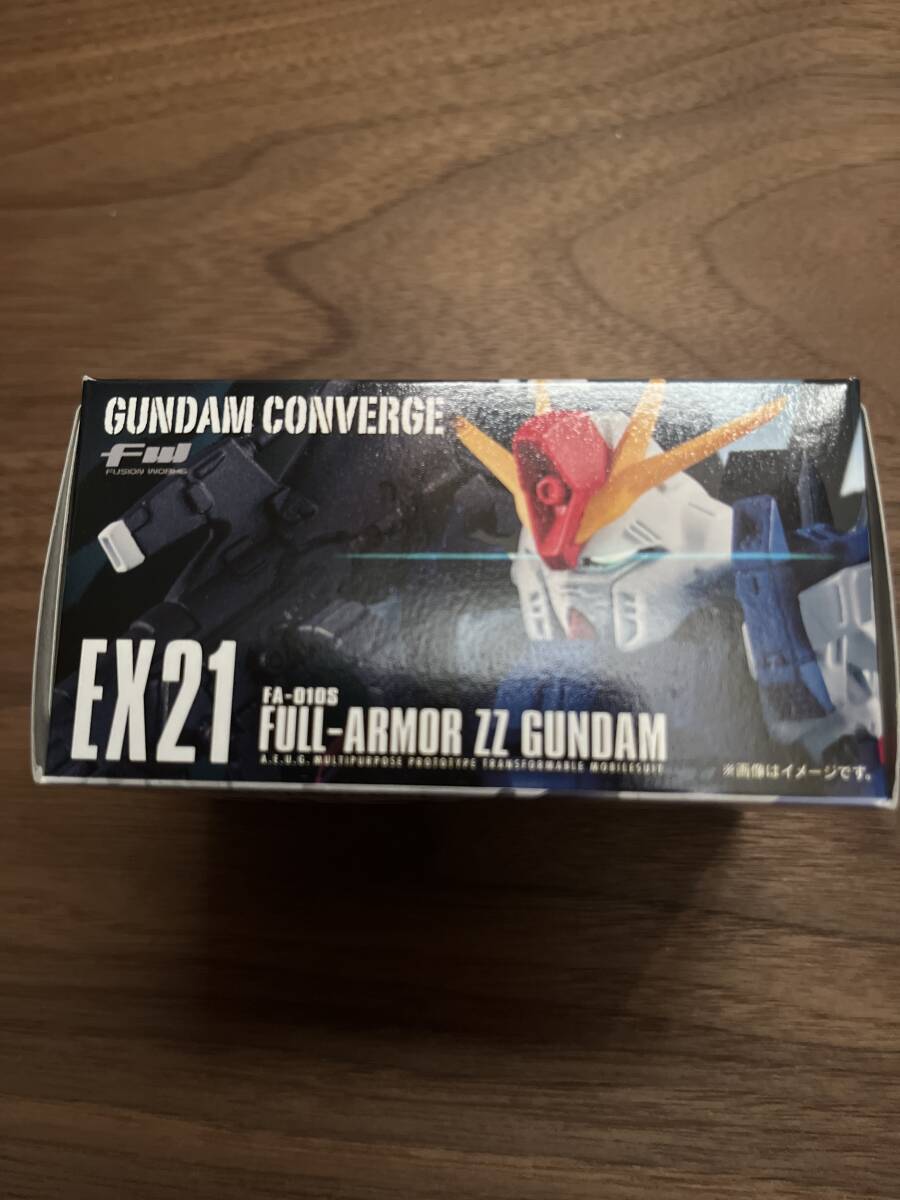 GUNDAM CONVERGE
FW
FUSION WORKS
EX21
FA-010S
FULL-ARMOR ZZ GUNDAM
A.E.U.G. MULTIPURPOSE PROTOTYPE TRANSFORMABLE MOBILESUIT
※画像はイメージです。